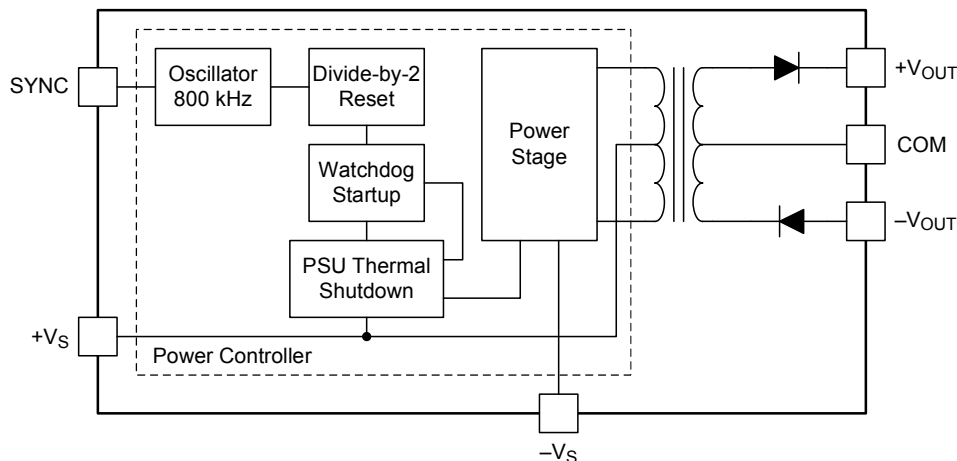 SYNC
Oscillator
800 kHz
Divide-by-2
Reset
Watchdog
Startup
PSU Thermal
Shutdown
Power
Stage
+VOUT
COM
–VOUT
+VS
Power Controller
–VS